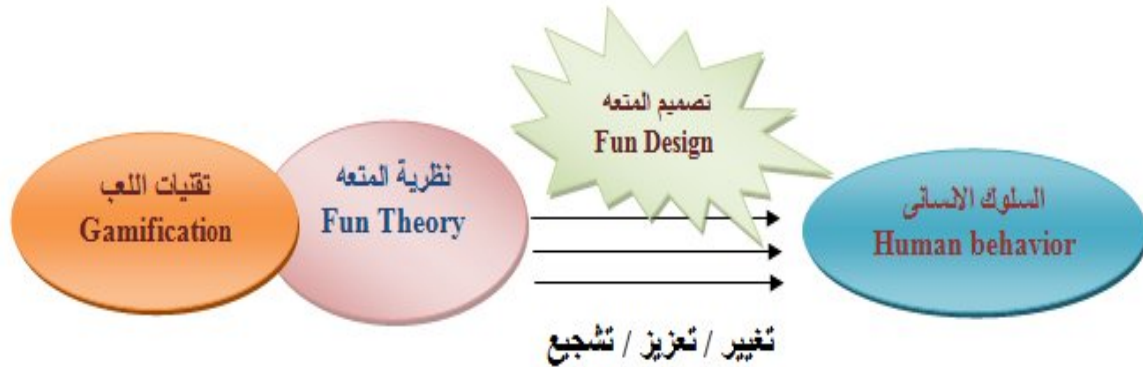 تصميم المتعه
Fun Design
تقنيات اللعب
Gamification
نظرية المتعه
Fun Theory
السلوك الانسانى
Human behavior
تغيير / تعزيز / تشجيع